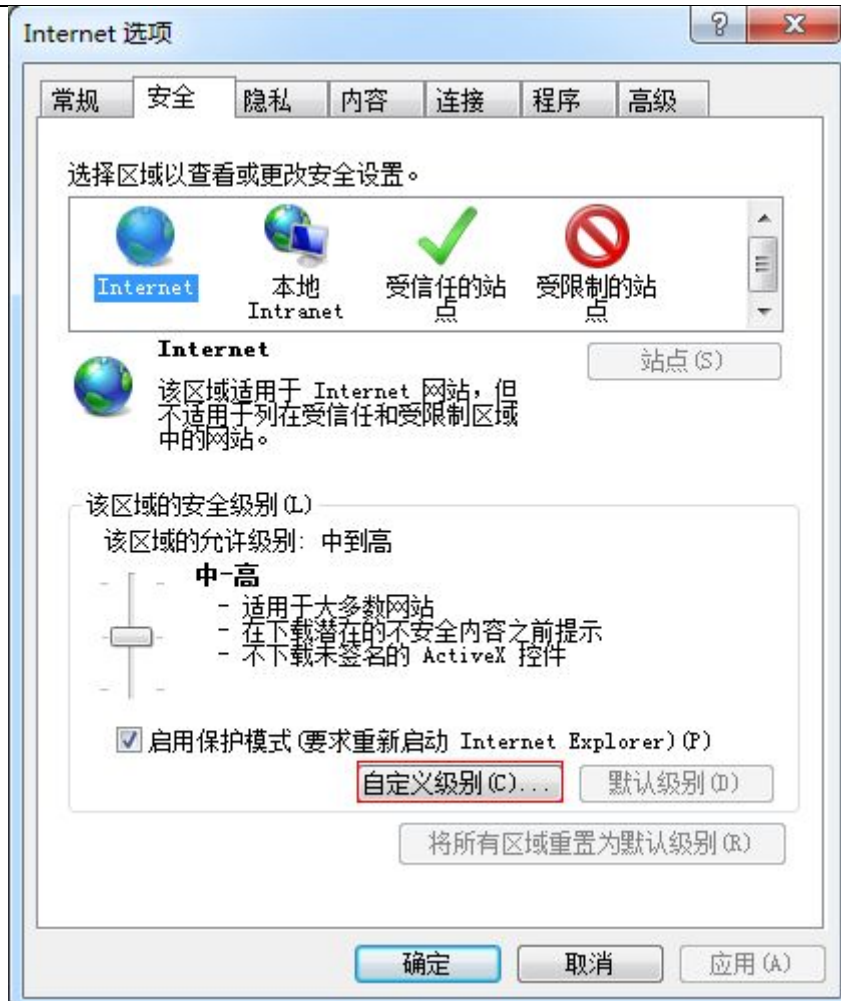 Internet 选项
常规 安全 隐私 内容 连接 程序 高级
选择区域以查看或更改安全设置。
Internet 本地 受信任的站 受限制的站
Intranet 点 点
Internet
站点(S)
该区域适用于 Internet 网站，但
不适用于列在受信任和受限制区域
中的网站。
该区域的安全级别(L)
该区域的允许级别: 中到高
中-高
- 适用于大多数网站
- 在下载潜在的不安全内容之前提示
- 不下载未签名的 ActiveX 控件
启用保护模式(要求重新启动 Internet Explorer)(P)
自定义级别(C)... 默认级别(D)
将所有区域重置为默认级别(R)
确定 取消 应用(A)